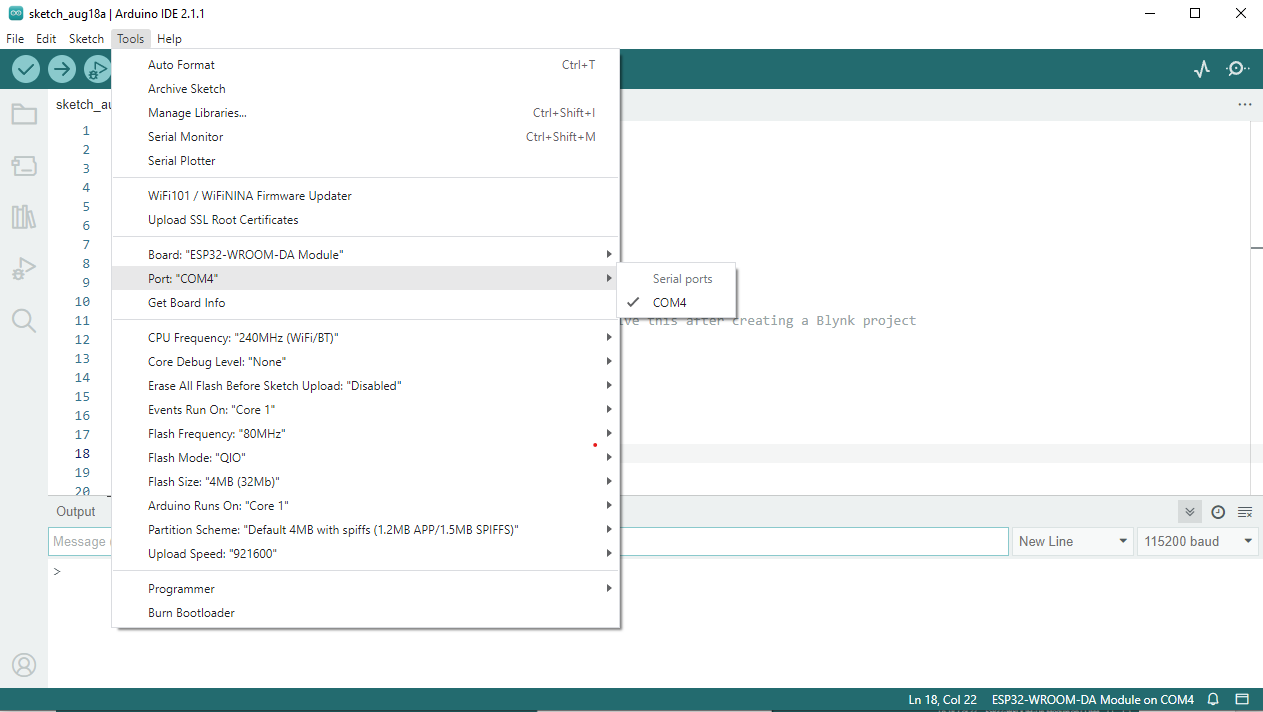 sketch_aug18a | Arduino IDE 2.1.1
File Edit Sketch Tools Help
Auto Format Ctrl+T
Archive Sketch
Manage Libraries... Ctrl+Shift+I
Serial Monitor Ctrl+Shift+M
Serial Plotter
WiFi101 / WiFiNINA Firmware Updater
Upload SSL Root Certificates
Board: "ESP32-WROOM-DA Module"
Port: "COM4"
Get Board Info
CPU Frequency: "240MHz (WiFi/BT)"
Core Debug Level: "None"
Erase All Flash Before Sketch Upload: "Disabled"
Events Run On: "Core 1"
Flash Frequency: "80MHz"
Flash Mode: "QIO"
Flash Size: "4MB (32Mb)"
Arduino Runs On: "Core 1"
Partition Scheme: "Default 4MB with spiffs (1.2MB APP/1.5MB SPIFFS)"
Upload Speed: "921600"
Programmer
Burn Bootloader
Serial ports
COM4
sketch_au
1
2
3
4
5
6
7
8
9
10
11
12
13
14
15
16
17
18
19
20
this after creating a Blynk project
Output
Message
New Line
115200 baud
>
Ln 18, Col 22 ESP32-WROOM-DA Module on COM4